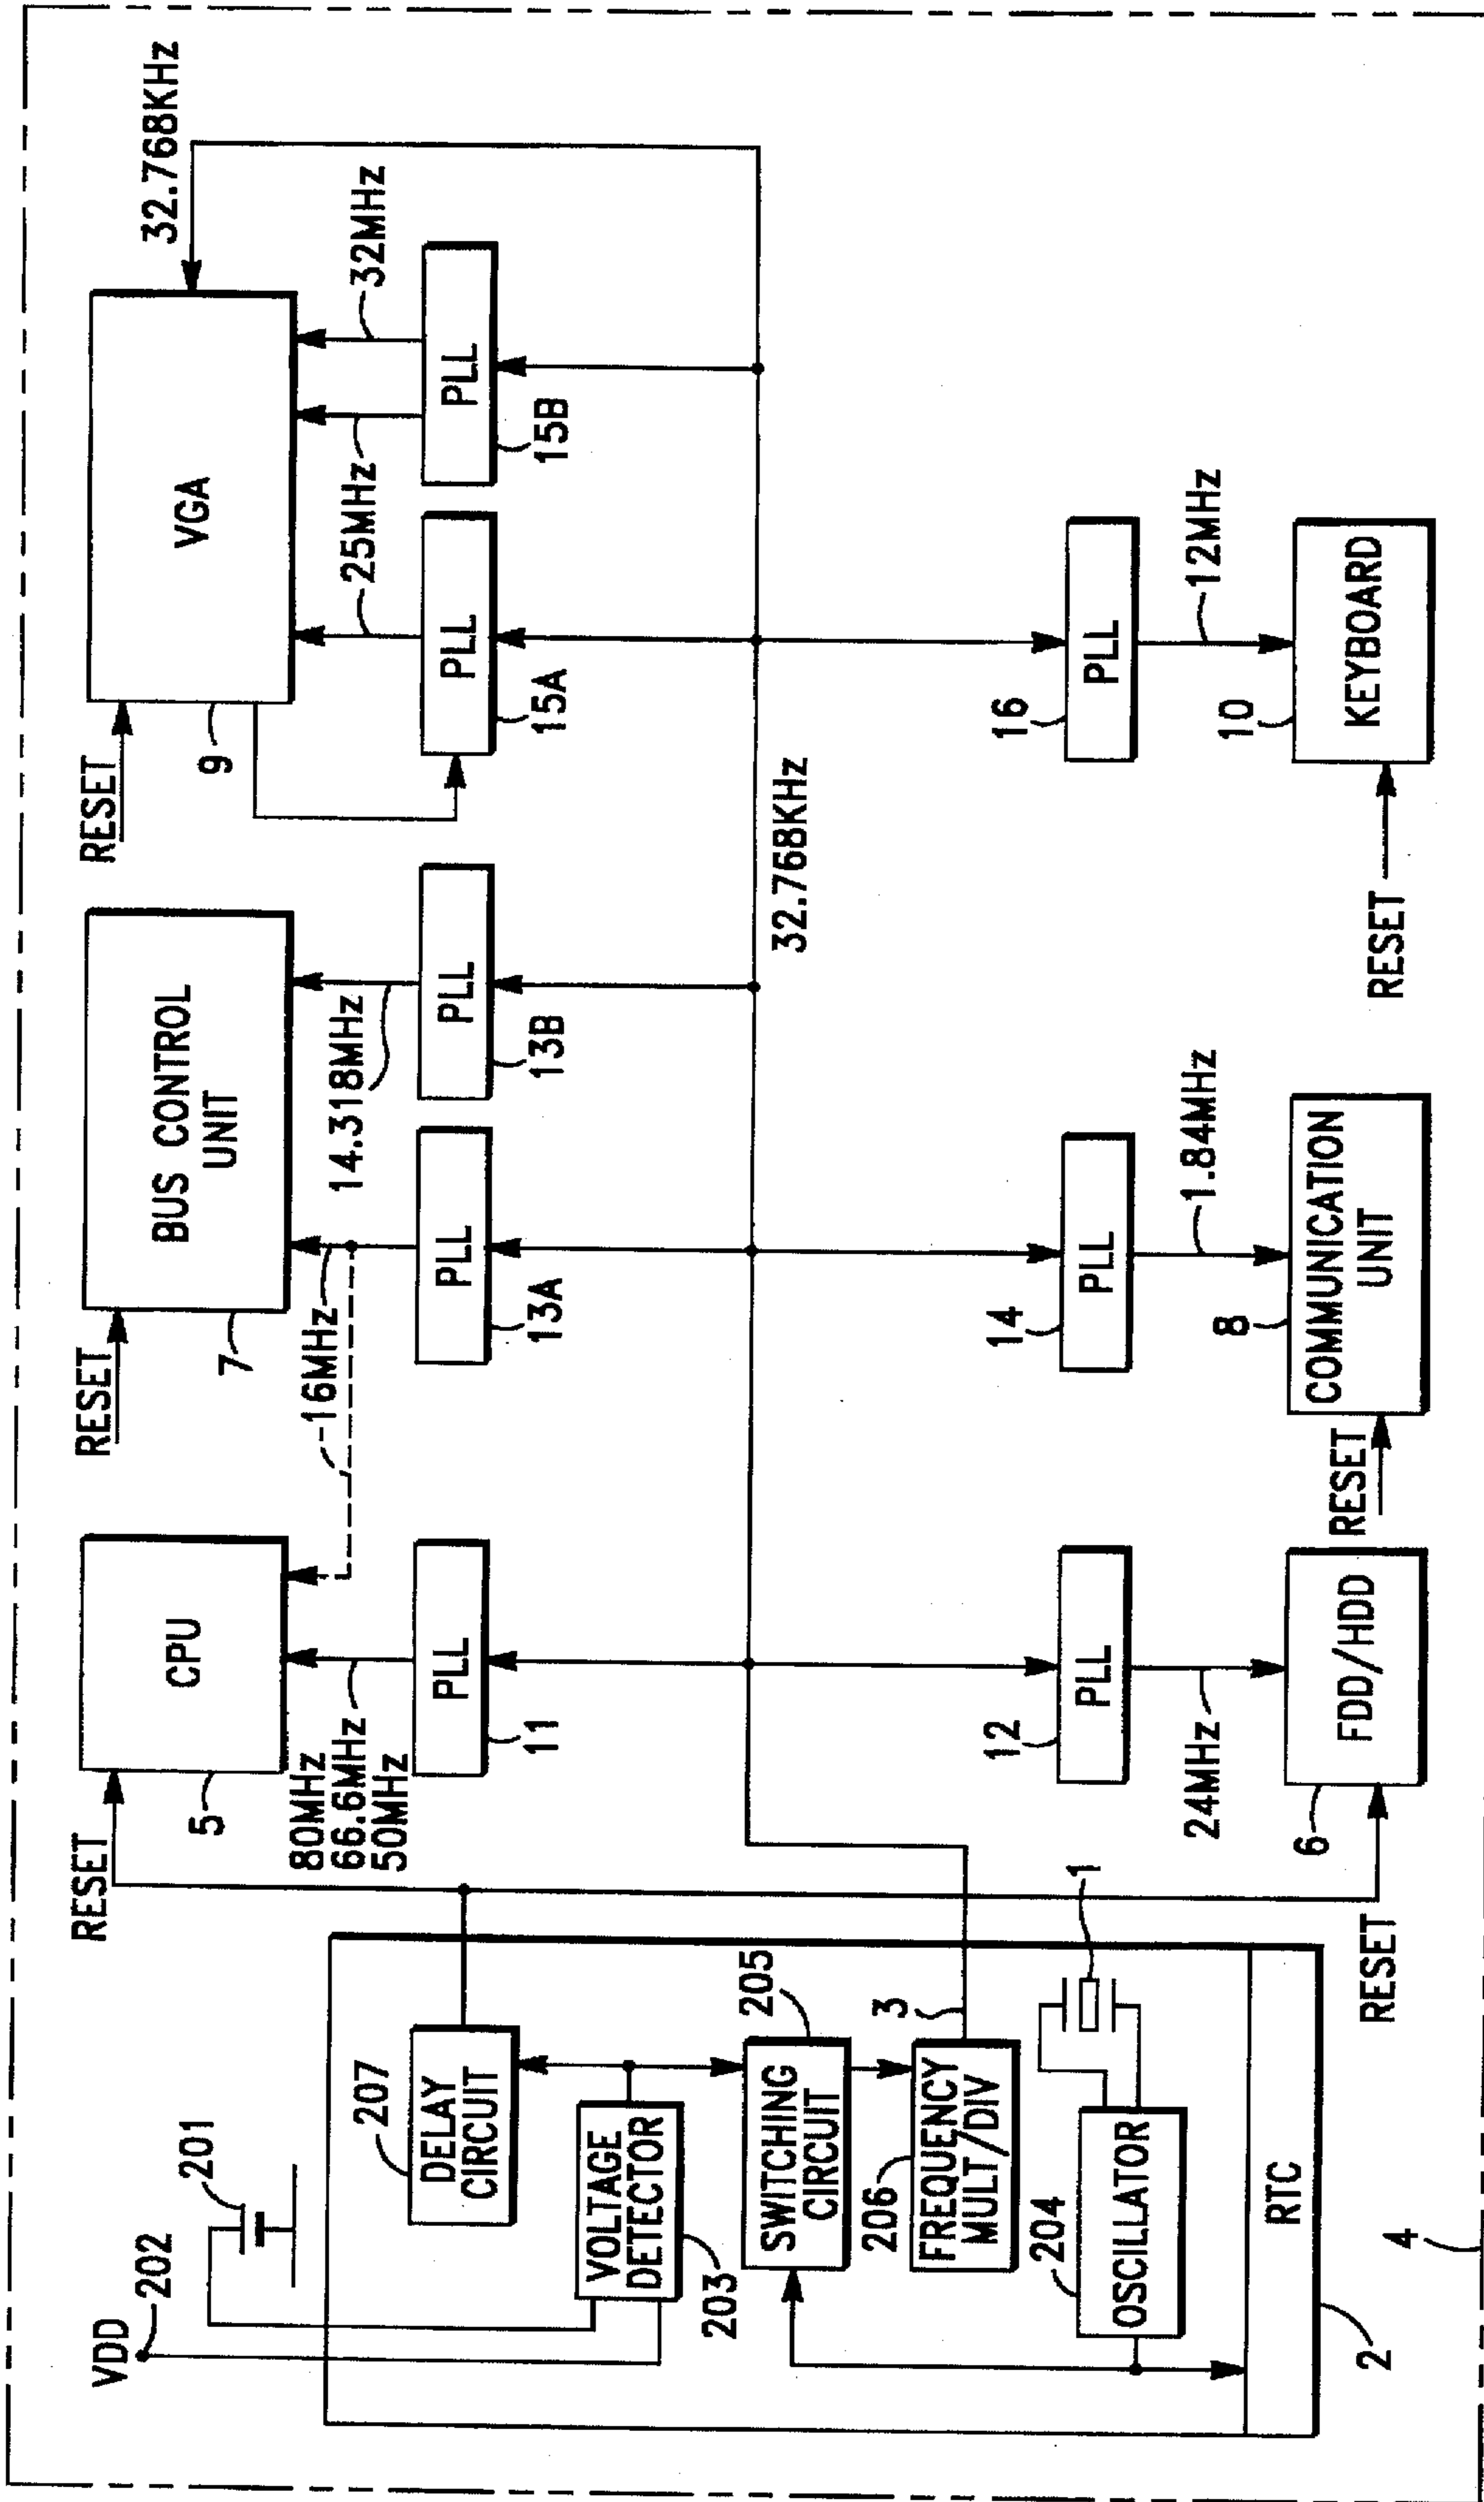 VDD
202
201
207
DELAY
CIRCUIT
VOLTAGE
DETECTOR
203
205
SWITCHING
CIRCUIT
206
FREQUENCY
MULT/DIV
3
204
OSCILLATOR
1
RTC
2
4
RESET
CPU
5
80MHz
66.6MHz
50MHz
PLL
11
12
PLL
24MHz
6
FDD/HDD
RESET
RESET
BUS CONTROL
UNIT
7
16MHz
14.318MHz
PLL
13A
PLL
13B
14
PLL
1.84MHz
8
COMMUNICATION
UNIT
RESET
32.768KHz
RESET
VGA
9
32.768KHz
25MHz
32MHz
PLL
15A
PLL
15B
16
PLL
12MHz
10
KEYBOARD
RESET